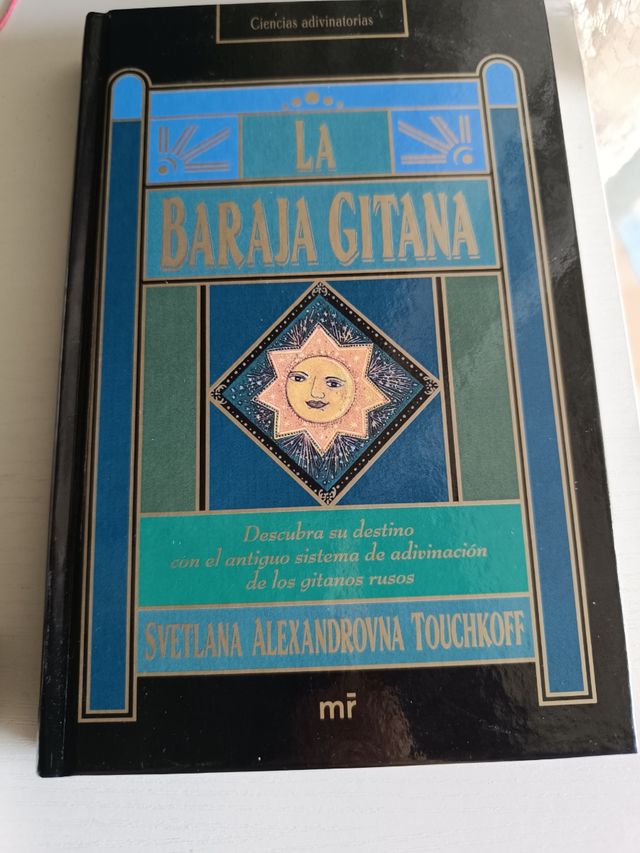 Ciencias adivinatorias
LA
BARAJA GITANA
Descubra su destino
con el antiguo sistema de adivinación
de los gitanos rusos
SVETLANA ALEXANDROVNA TOUCHKOFF
mr